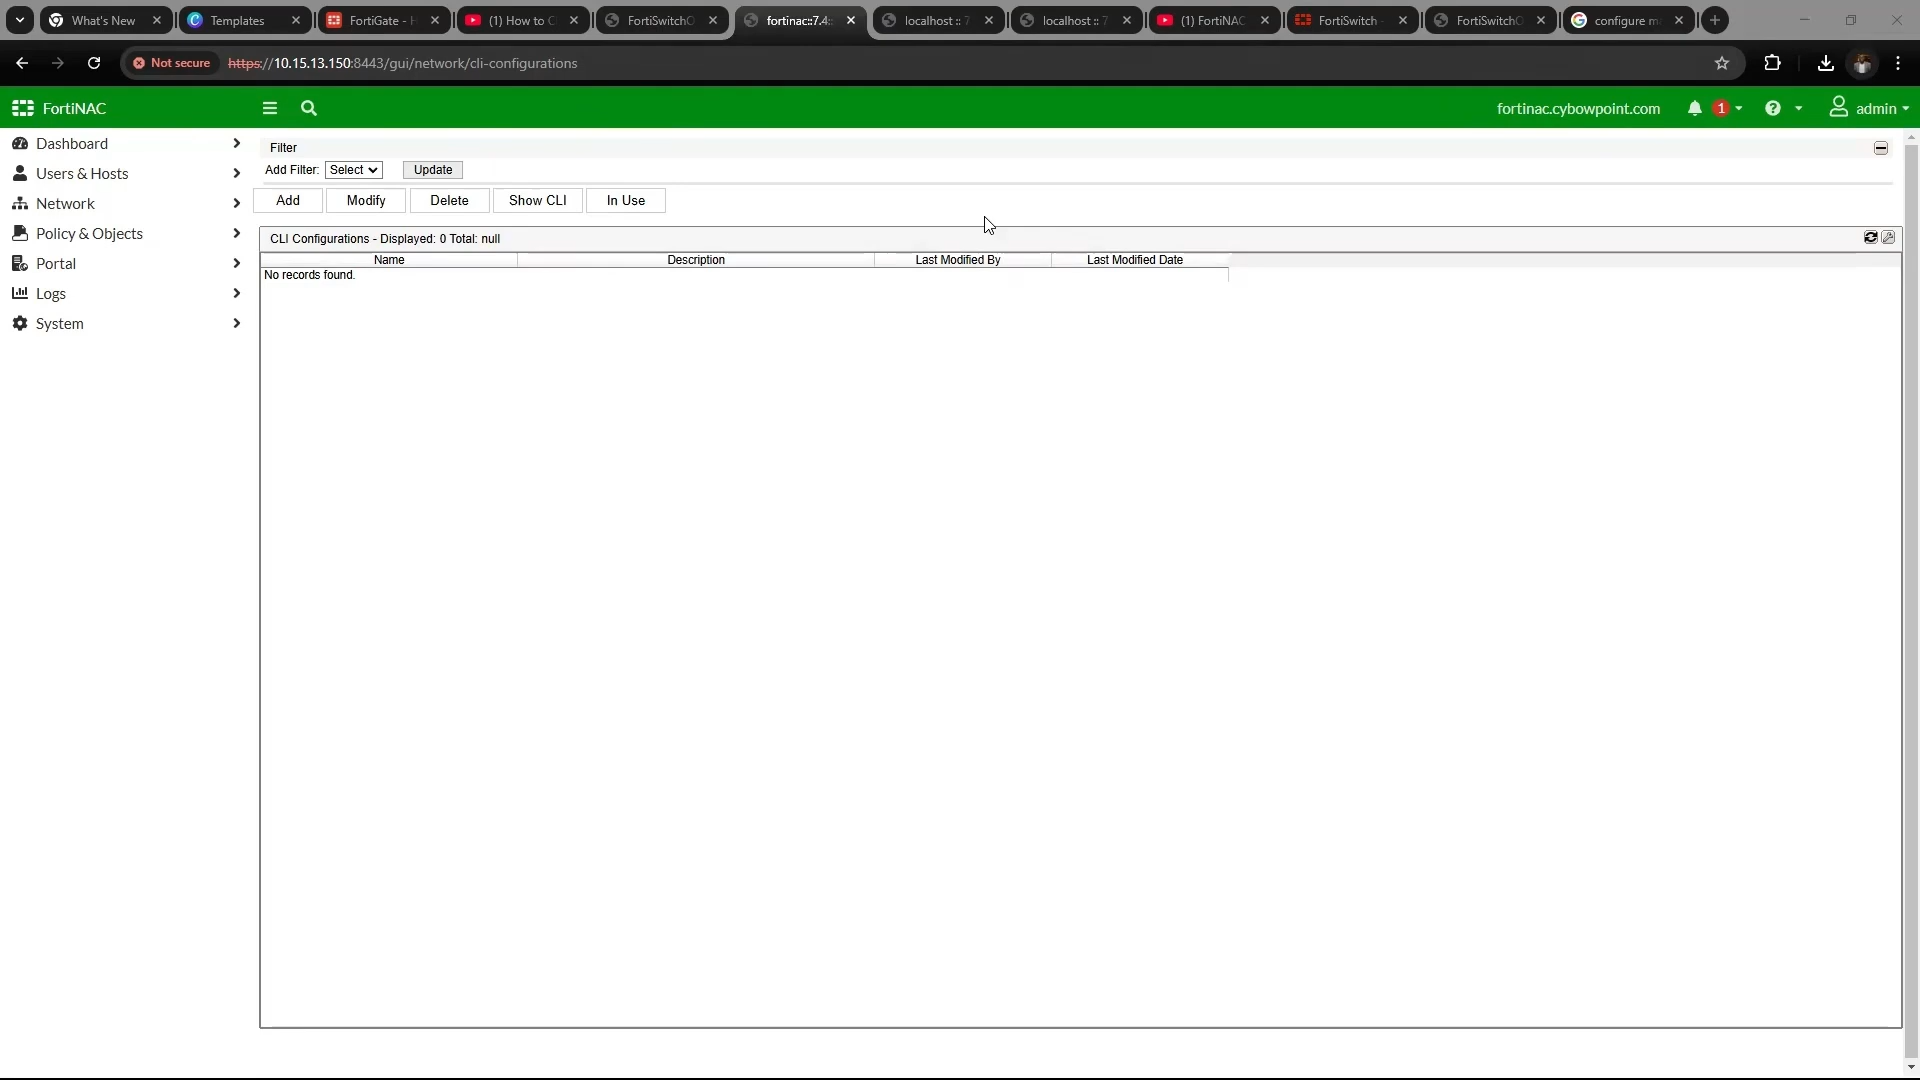 What's New
Templates
FortiGate - H
(1) How to C
FortiSwitchO
fortinac::7.4:
localhost :: 7
localhost :: 7
(1) FortiNAC
FortiSwitch -
FortiSwitchO
configure m
Not secure
https://10.15.13.150:8443/gui/network/cli-configurations
FortiNAC
fortinac.cybowpoint.com
1
admin
Dashboard
Users & Hosts
Network
Policy & Objects
Portal
Logs
System
Filter
Add Filter: Select Update
Add Modify Delete Show CLI In Use
CLI Configurations - Displayed: 0 Total: null
Name Description Last Modified By Last Modified Date
No records found.